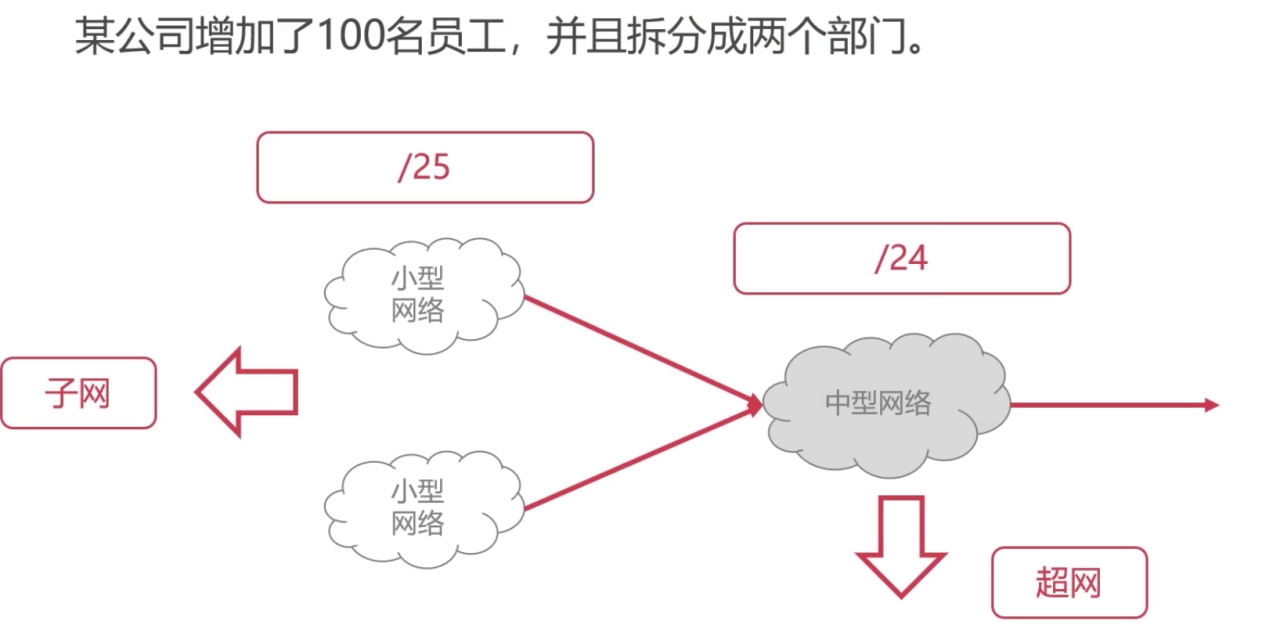 某公司增加了100名员工，并且拆分成两个部门。
/25
/24
小型
网络
子网
中型网络
小型
网络
超网